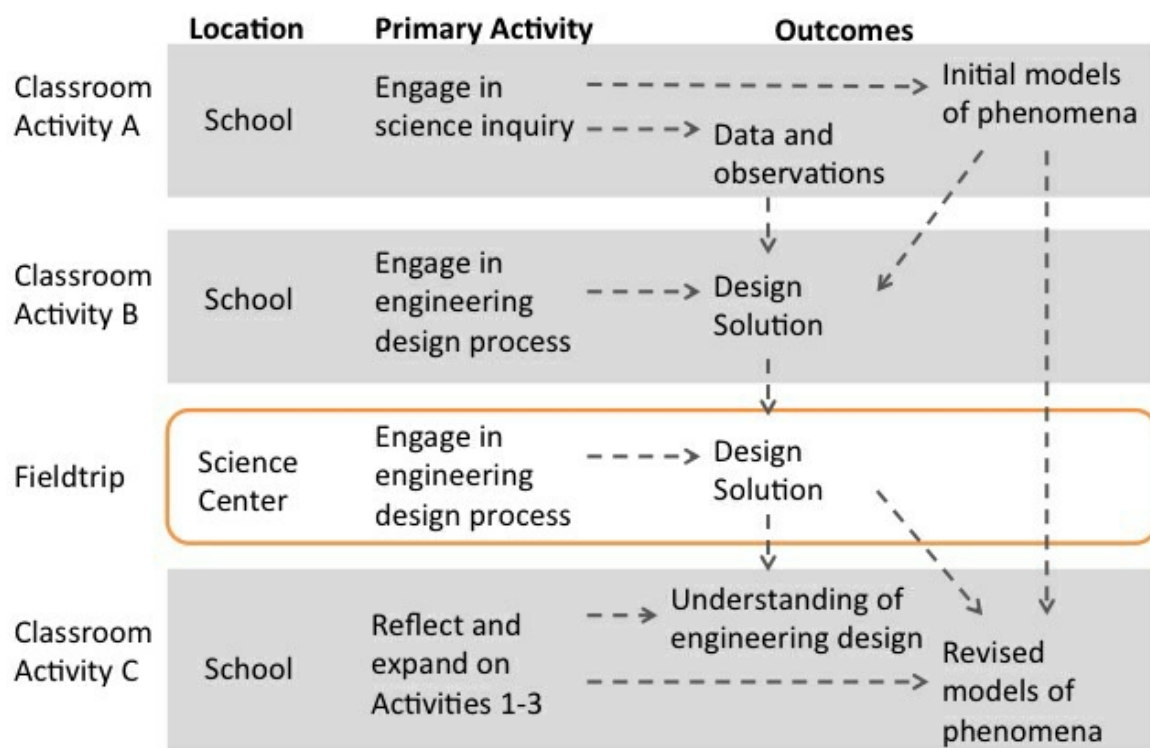 Location Primary Activity Outcomes
Classroom
Activity A
School
Engage in
science inquiry
Data and
observations
Initial models
of phenomena
Classroom
Activity B
School
Engage in
engineering
design process
Design
Solution
Fieldtrip
Science
Center
Engage in
engineering
design process
Design
Solution
Classroom
Activity C
School
Reflect and
expand on
Activities 1-3
Understanding of
engineering design
Revised
models of
phenomena